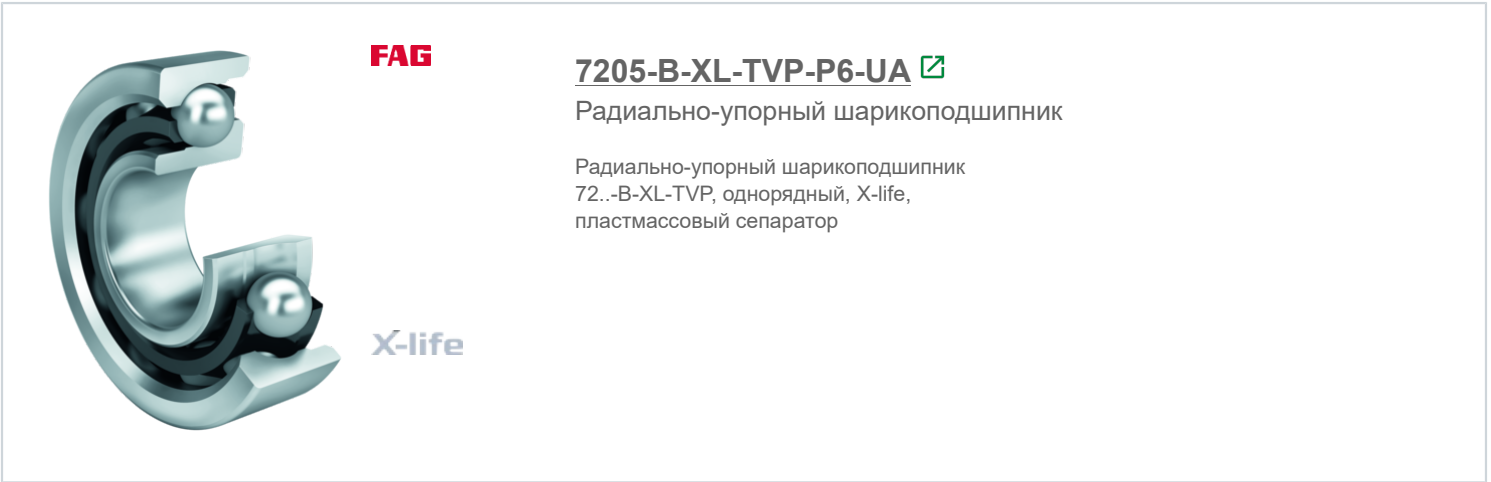 FAG
7205-B-XL-TVP-P6-UA
Радиально-упорный шарикоподшипник
Радиально-упорный шарикоподшипник
72..-B-XL-TVP, однорядный, X-life,
пластмассовый сепаратор
X-life